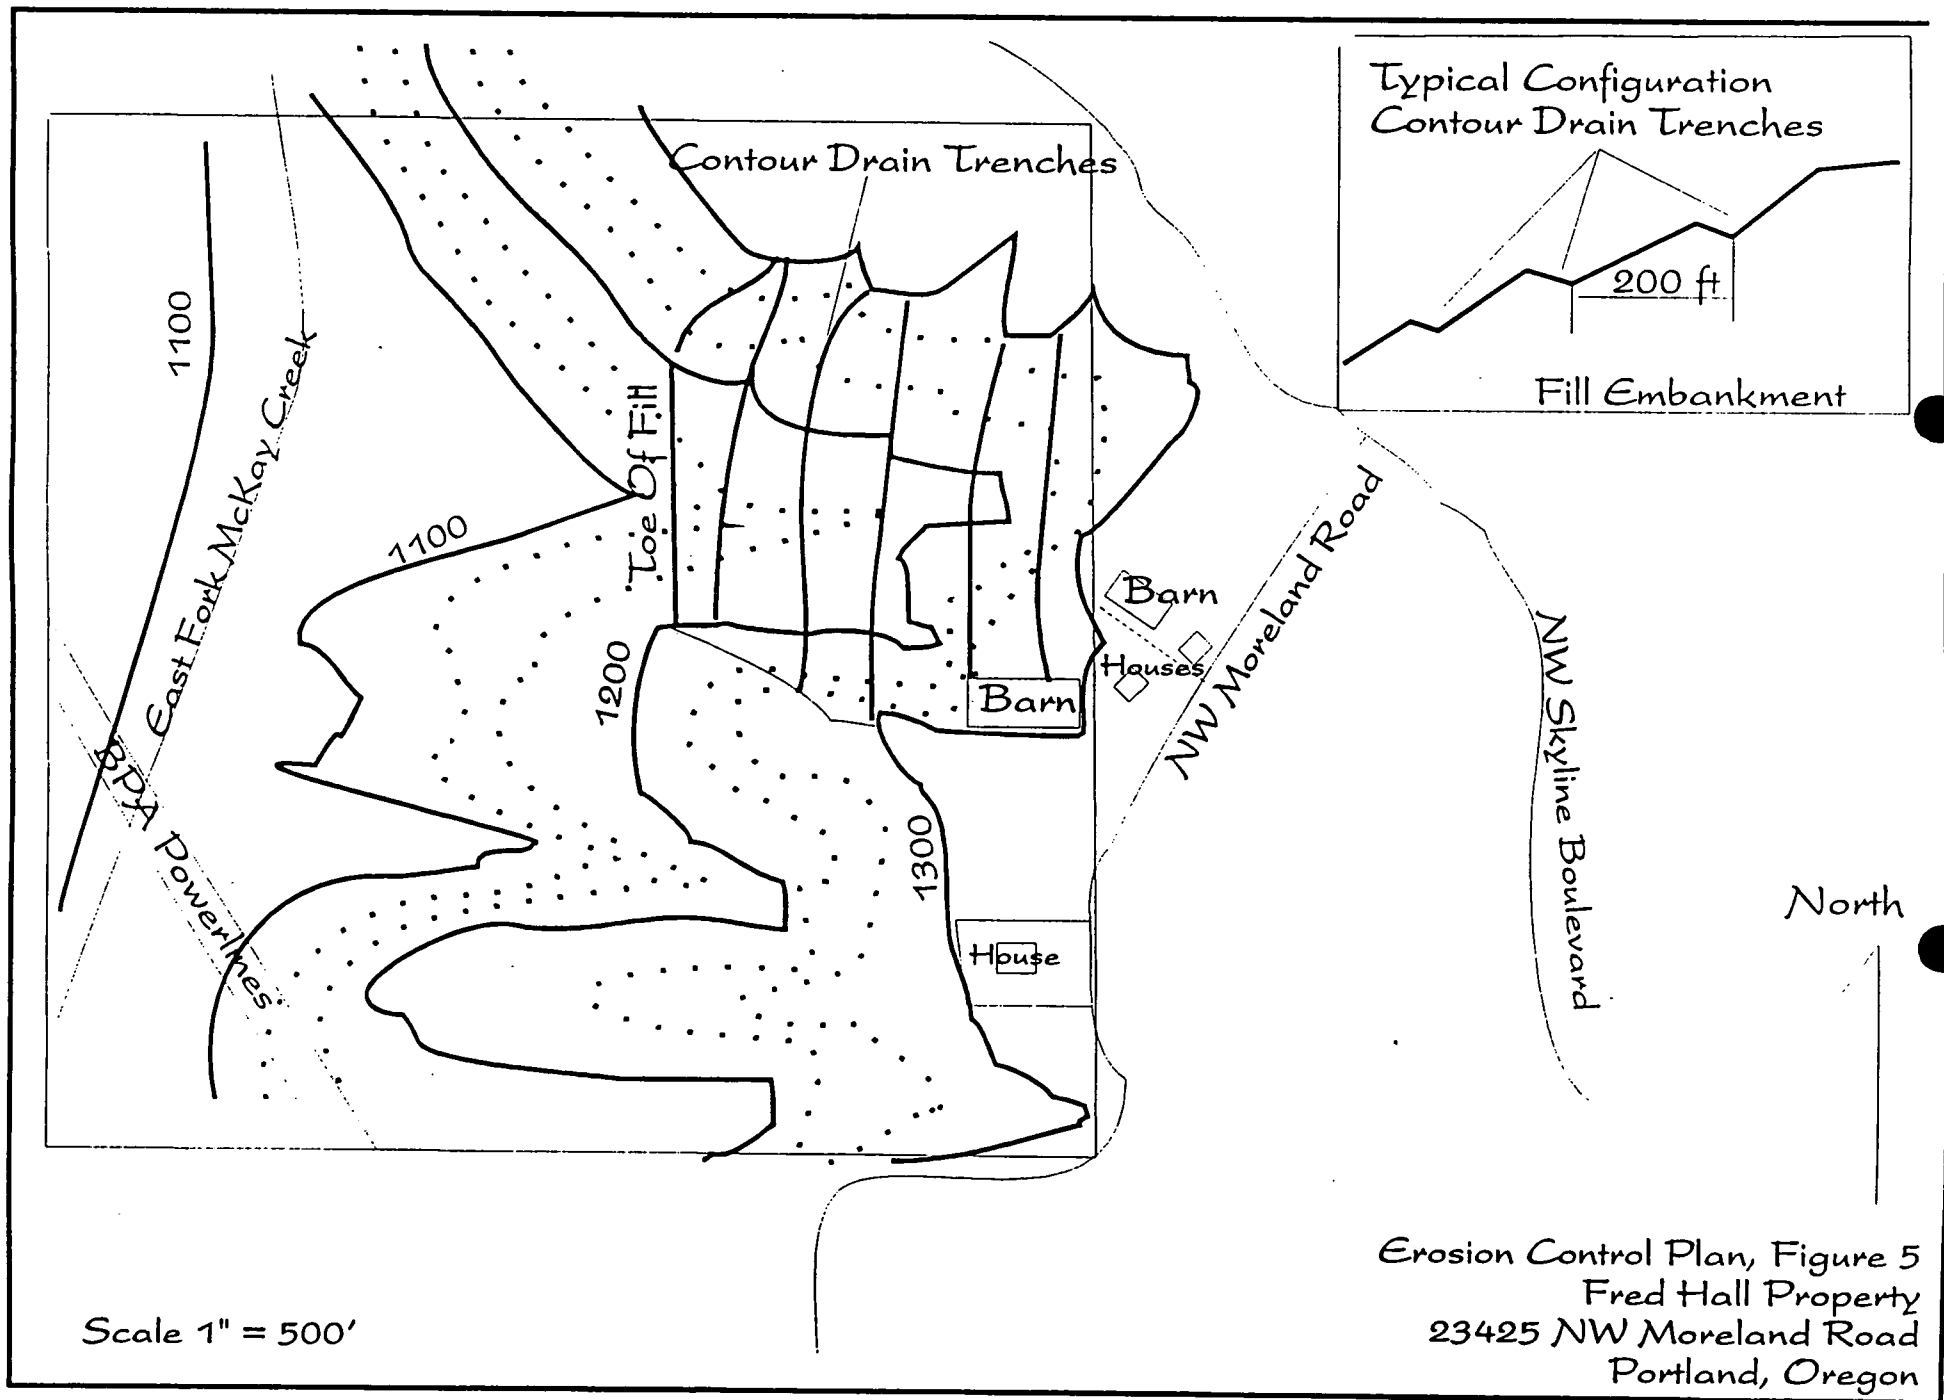 Typical Configuration
Contour Drain Trenches
200 ft
Fill Embankment
Contour Drain Trenches
1100
East Fork McKay Creek
Toe Of Fill
1100
1200
BPA Powerlines
Barn
Houses
Barn
NW Moreland Road
NW Skyline Boulevard
1300
House
North
Scale 1" = 500'
Erosion Control Plan, Figure 5
Fred Hall Property
23425 NW Moreland Road
Portland, Oregon